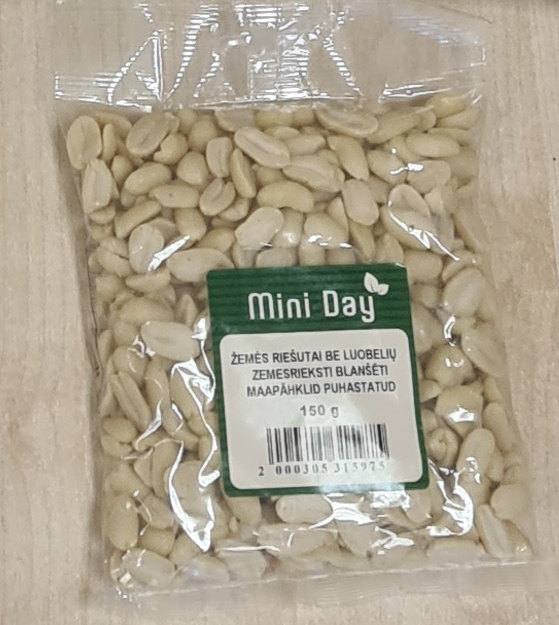 Mini Day
ŽEMĖS RIEŠUTAI BE LUOBELIŲ
ZEMESRIEKSTI BLANŠĒTI
MAAPÄHKLID PUHASTATUD
150 g
2 000305 315975